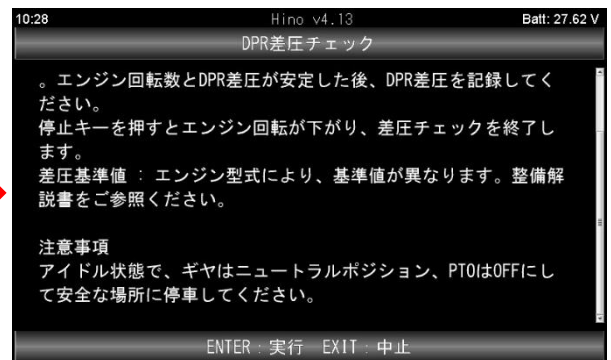 10:28 Hino v4.13 Batt: 27.62 V
DPR差圧チェック
。エンジン回転数とDPR差圧が安定した後、DPR差圧を記録してく
ださい。
停止キーを押すとエンジン回転が下がり、差圧チェックを終了し
ます。
差圧基準値 : エンジン型式により、基準値が異なります。整備解
説書をご参照ください。
注意事項
アイドル状態で、ギヤはニュートラルポジション、PTOはOFFにし
て安全な場所に停車してください。
ENTER : 実行 EXIT : 中止